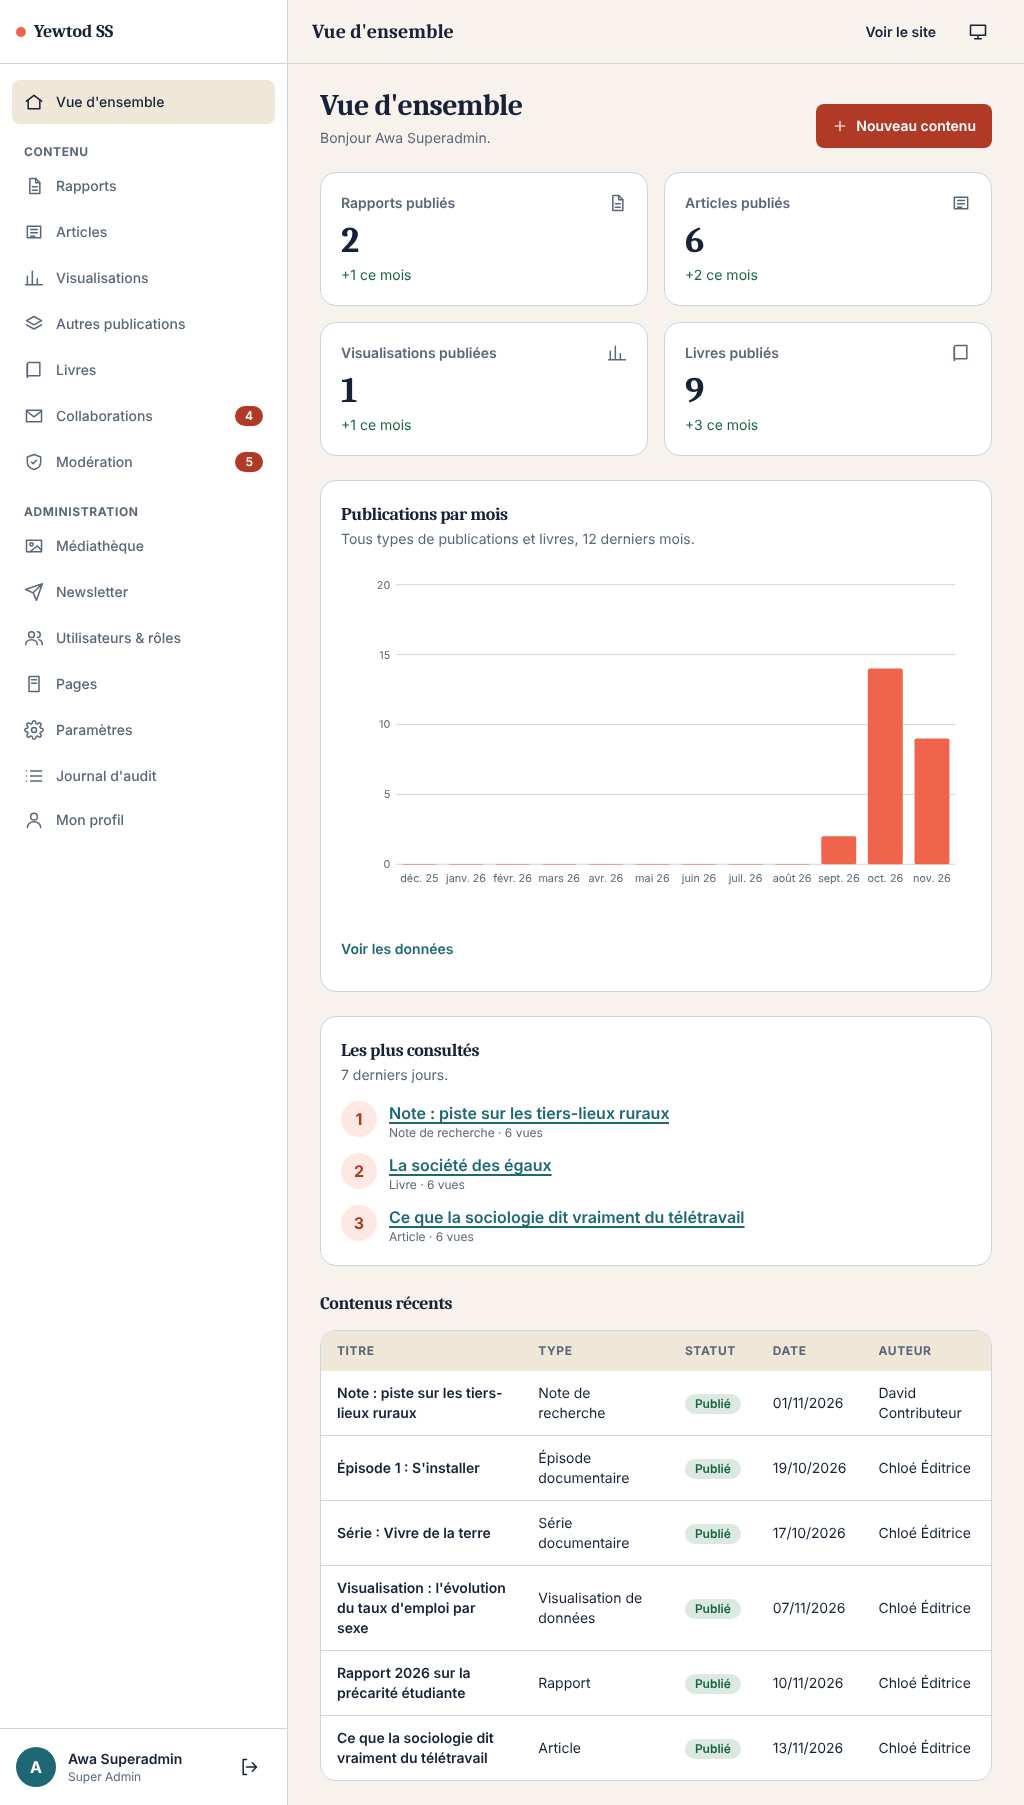 Yewtod SS
Vue d'ensemble
Voir le site
Vue d'ensemble
CONTENU
Rapports
Articles
Visualisations
Autres publications
Livres
Collaborations 4
Modération 5
ADMINISTRATION
Médiathèque
Newsletter
Utilisateurs & rôles
Pages
Paramètres
Journal d'audit
Mon profil
A
Awa Superadmin
Super Admin
Vue d'ensemble
Bonjour Awa Superadmin.
Nouveau contenu
Rapports publiés
2
+1 ce mois
Articles publiés
6
+2 ce mois
Visualisations publiées
1
+1 ce mois
Livres publiés
9
+3 ce mois
Publications par mois
Tous types de publications et livres, 12 derniers mois.
20
15
10
5
0
déc. 25 janv. 26 févr. 26 mars 26 avr. 26 mai 26 juin 26 juil. 26 août 26 sept. 26 oct. 26 nov. 26
Voir les données
Les plus consultés
7 derniers jours.
1 Note : piste sur les tiers-lieux ruraux
Note de recherche · 6 vues
2 La société des égaux
Livre · 6 vues
3 Ce que la sociologie dit vraiment du télétravail
Article · 6 vues
Contenus récents
TITRE TYPE STATUT DATE AUTEUR
Note : piste sur les tiers-
lieux ruraux
Note de
recherche
Publié
01/11/2026
David
Contributeur
Épisode 1 : S'installer
Épisode
documentaire
Publié
19/10/2026
Chloé Éditrice
Série : Vivre de la terre
Série
documentaire
Publié
17/10/2026
Chloé Éditrice
Visualisation : l'évolution
du taux d'emploi par
sexe
Visualisation de
données
Publié
07/11/2026
Chloé Éditrice
Rapport 2026 sur la
précarité étudiante
Rapport
Publié
10/11/2026
Chloé Éditrice
Ce que la sociologie dit
vraiment du télétravail
Article
Publié
13/11/2026
Chloé Éditrice